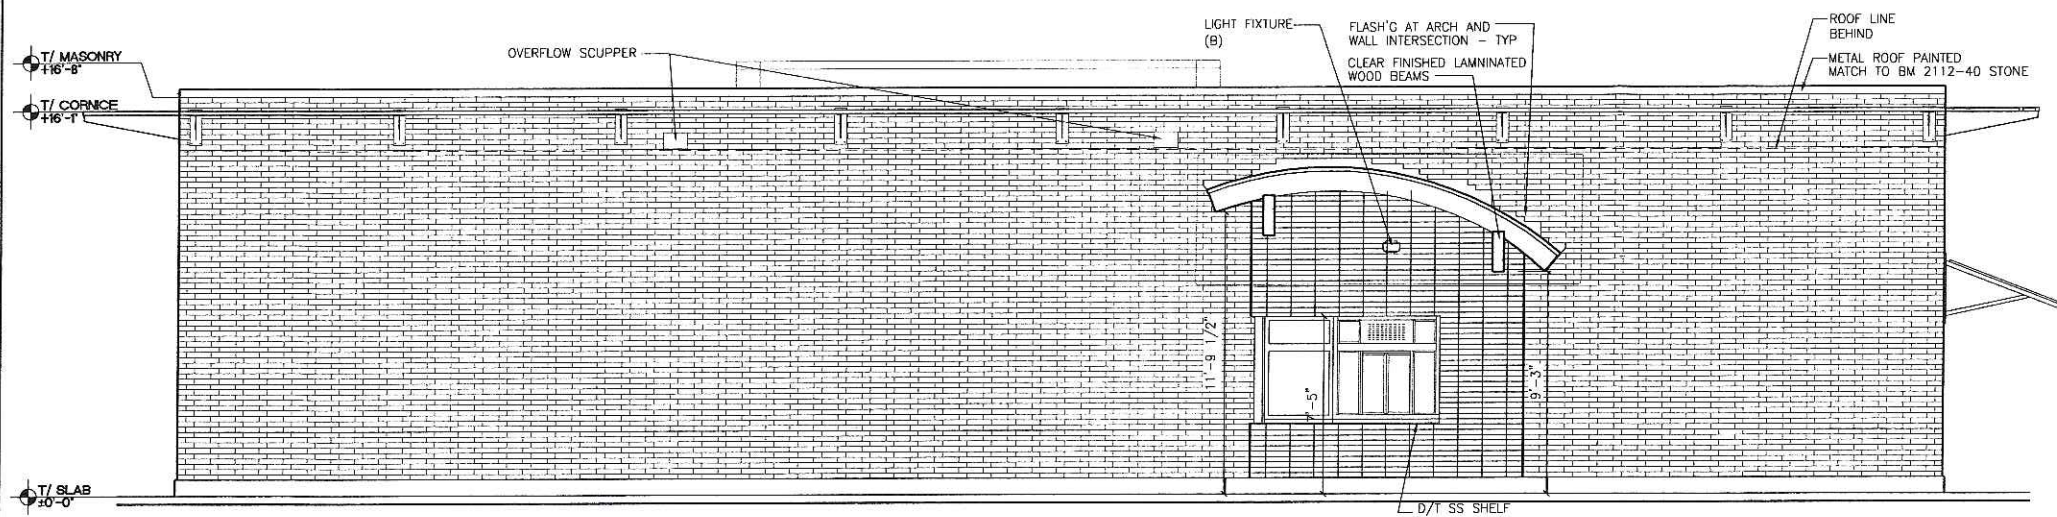 LIGHT FIXTURE
(B)
FLASH'G AT ARCH AND
WALL INTERSECTION - TYP
ROOF LINE
BEHIND
T/ MASONRY
+16'-8"
OVERFLOW SCUPPER
CLEAR FINISHED LAMNINATED
WOOD BEAMS
METAL ROOF PAINTED
MATCH TO BM 2112-40 STONE
T/ CORNICE
+16'-1"
11'-9 1/2"
7'-5"
9'-3"
T/ SLAB
±0'-0"
D/T SS SHELF